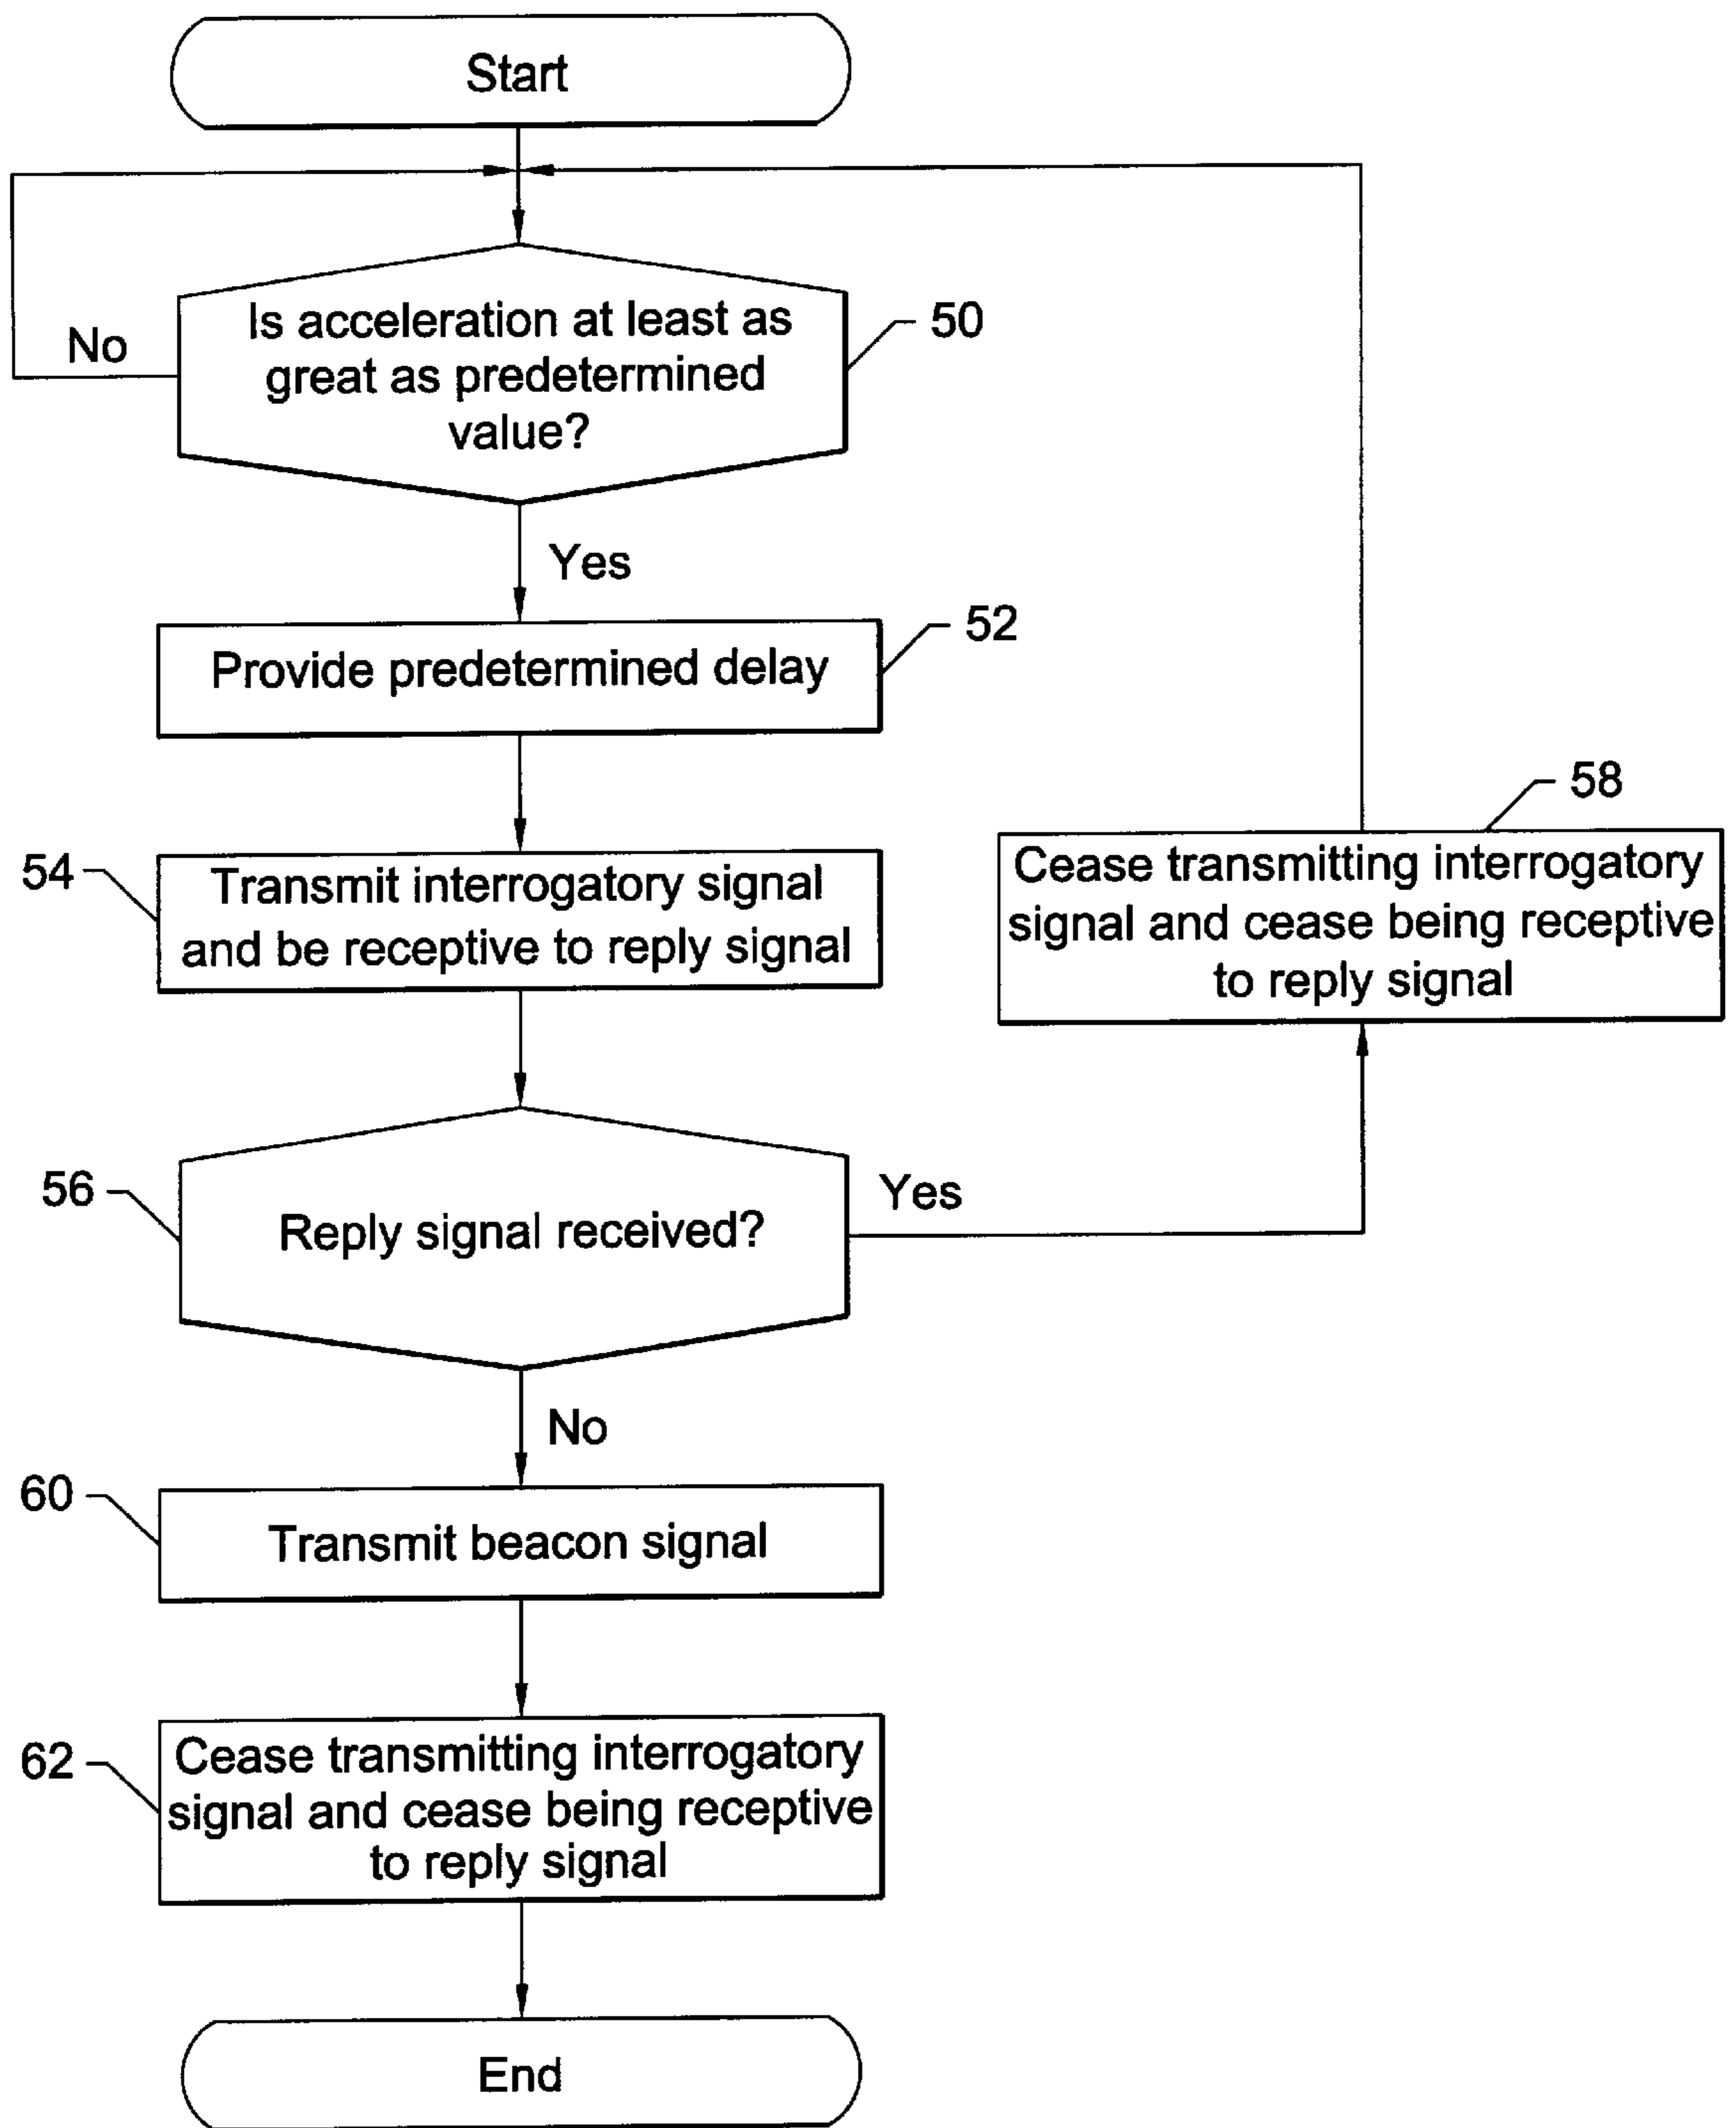 Start
Is acceleration at least as
great as predetermined
value?
50
No
Yes
Provide predetermined delay
52
54
Transmit interrogatory signal
and be receptive to reply signal
58
Cease transmitting interrogatory
signal and cease being receptive
to reply signal
56
Reply signal received?
Yes
No
60
Transmit beacon signal
62
Cease transmitting interrogatory
signal and cease being receptive
to reply signal
End